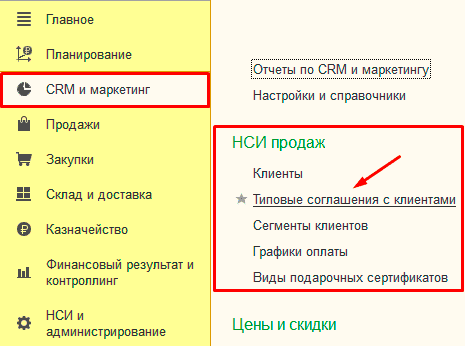 Главное
Планирование
CRM и маркетинг
Продажи
Закупки
Склад и доставка
Казначейство
Финансовый результат и
контроллинг
НСИ и
администрирование
Отчеты по CRM и маркетингу
Настройки и справочники
НСИ продаж
Клиенты
Типовые соглашения с клиентами
Сегменты клиентов
Графики оплаты
Виды подарочных сертификатов
Цены и скидки